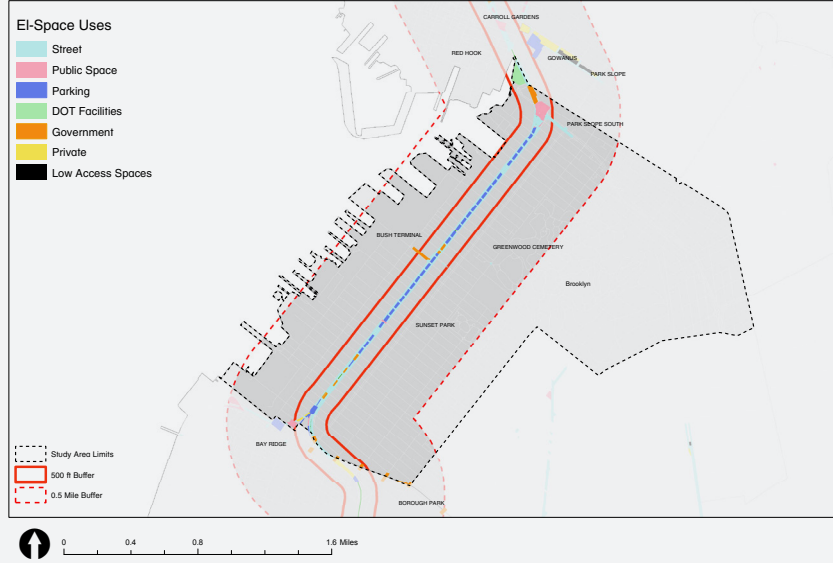 El-Space Uses
Street
Public Space
Parking
DOT Facilities
Government
Private
Low Access Spaces
CARROLL GARDENS
RED HOOK
GOWANUS
PARK SLOPE
PARK SLOPE SOUTH
BUSH TERMINAL
GREENWOOD CEMETERY
Brooklyn
SUNSET PARK
BAY RIDGE
BOROUGH PARK
Study Area Limits
500 ft Buffer
0.5 Mile Buffer
0 0.4 0.8 1.6 Miles